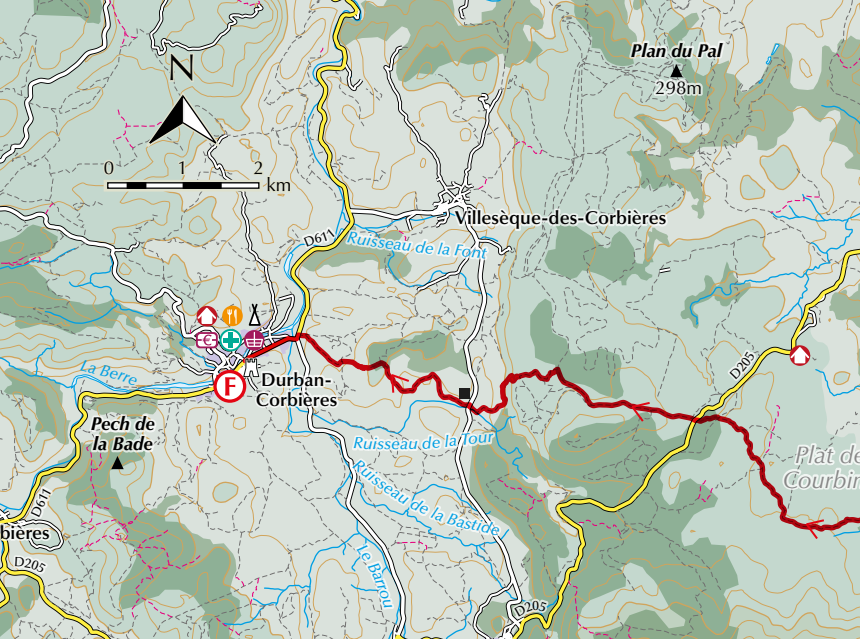 Plan du Pal
298m
N
0 1 2
km
Villesèque-des-Corbières
D611
Ruisseau de la Font
La Berre
F
Durban-
Corbières
D205
Pech de
la Bade
Ruisseau de la Tour
Plat de
Courbin
Ruisseau de la Bastide
D611
bières
Le Barrou
D205
D205